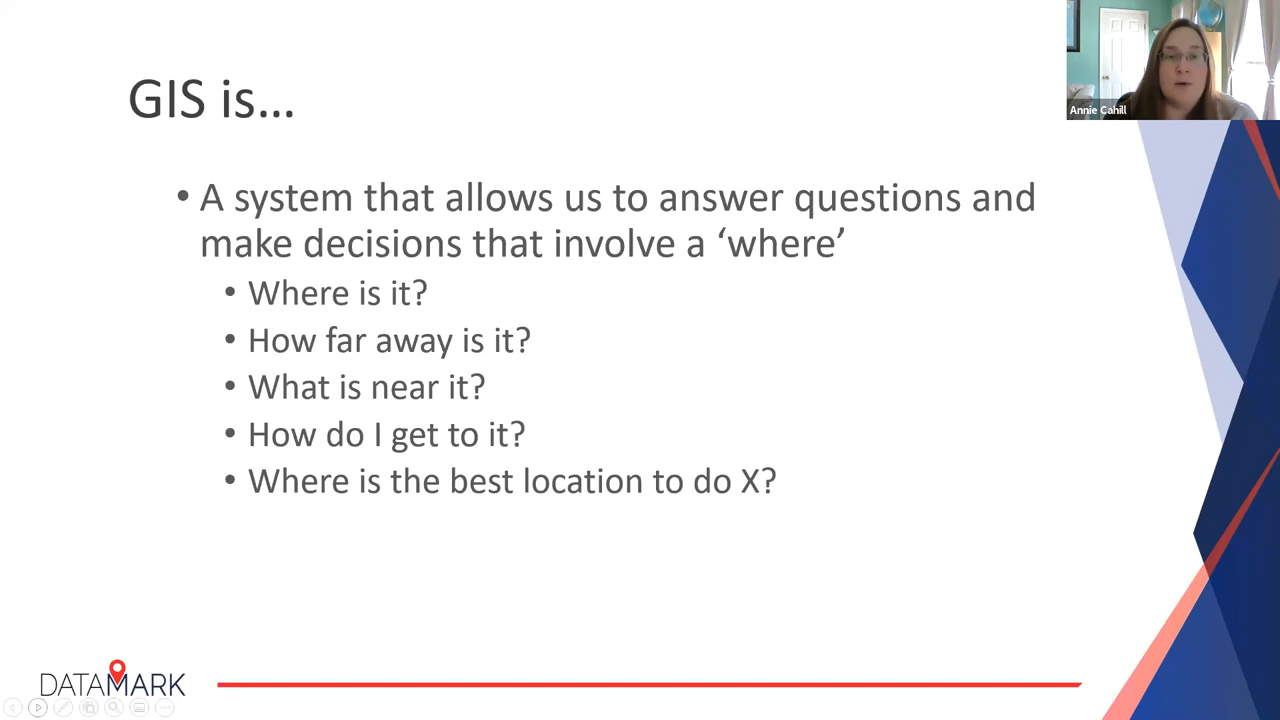 GIS is…
• A system that allows us to answer questions and
make decisions that involve a ‘where’
• Where is it?
• How far away is it?
• What is near it?
• How do I get to it?
• Where is the best location to do X?
Annie Cahill
DATAMARK